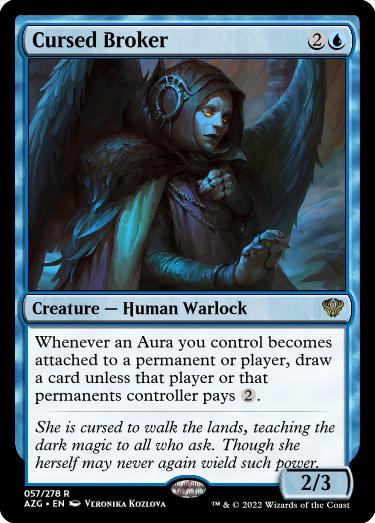 Cursed Broker 2
Creature — Human Warlock
Whenever an Aura you control becomes
attached to a permanent or player, draw
a card unless that player or that
permanents controller pays 2.
She is cursed to walk the lands, teaching the
dark magic to all who ask. Though she
herself may never again wield such power.
2/3
057/278 R
AZG • EN Veronika Kozlova
™ & © 2022 Wizards of the Coast